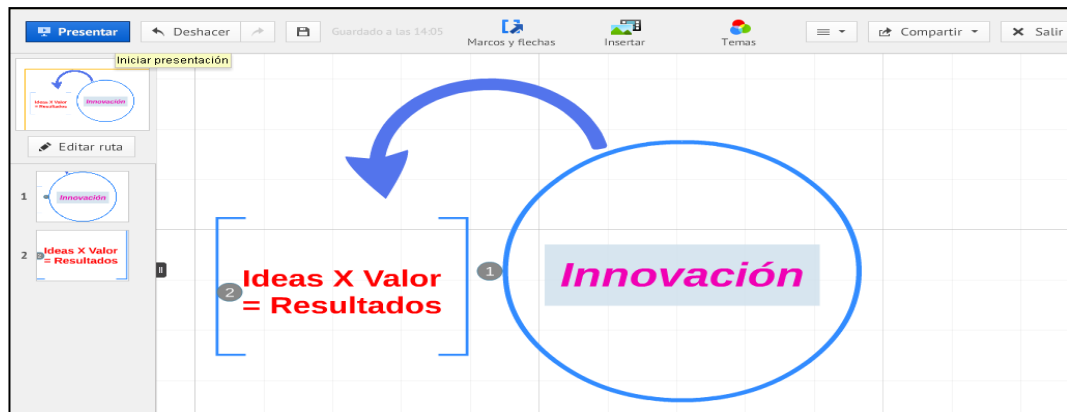 Presentar
Deshacer
Guardado a las 14:05
Marcos y flechas
Insertar
Temas
Compartir
Salir
Iniciar presentación
Ideas X Valor
= Resultados
Innovación
Editar ruta
1
Innovación
2
Ideas X Valor
= Resultados
2
Ideas X Valor
= Resultados
1
Innovación